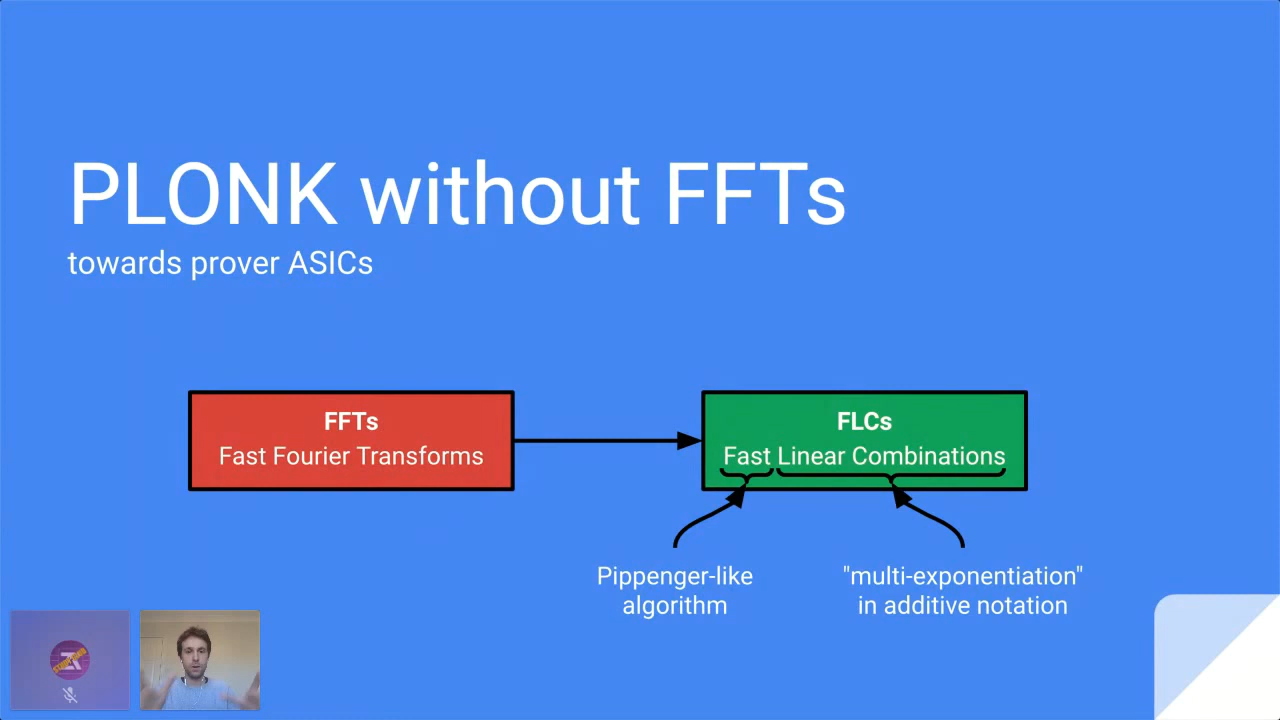 PLONK without FFTs
towards prover ASICs
FFTs
Fast Fourier Transforms
FLCs
Fast Linear Combinations
Pippenger-like
algorithm
"multi-exponentiation"
in additive notation